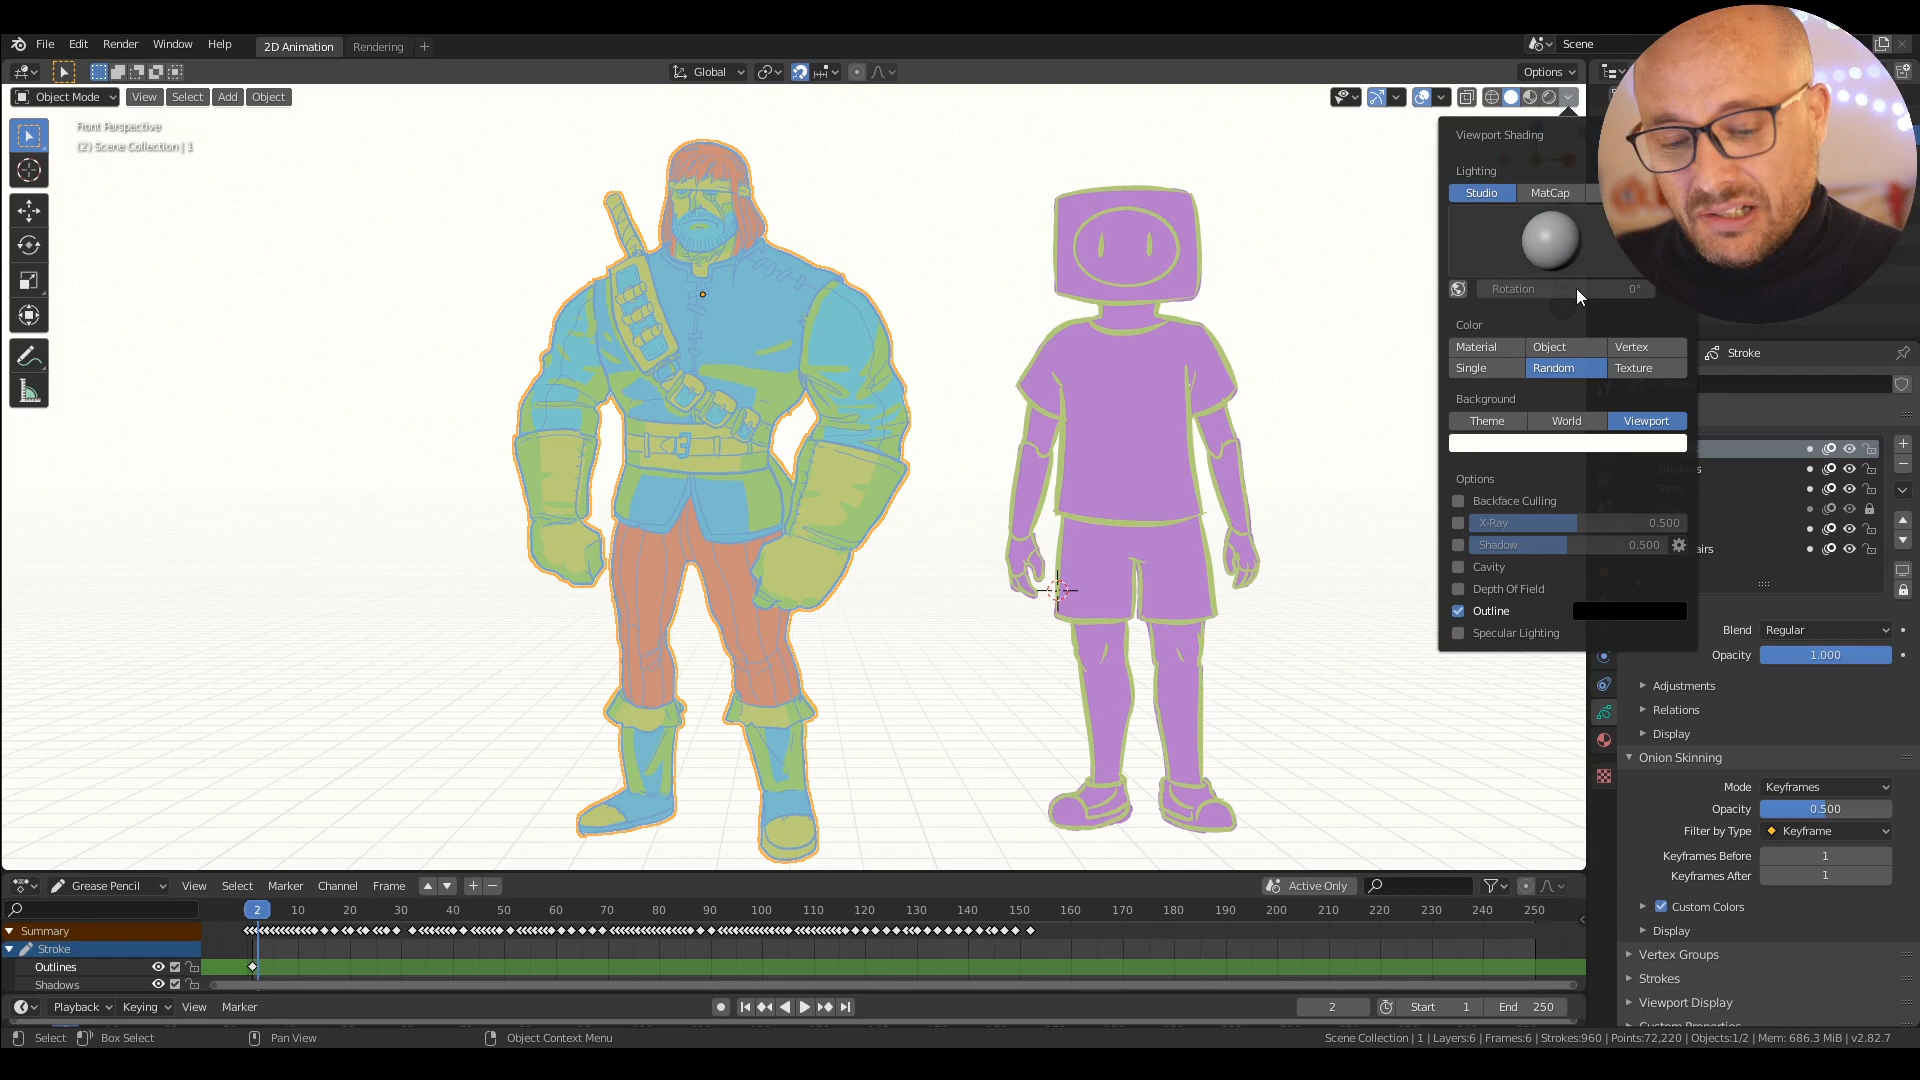 File Edit Render Window Help 2D Animation Rendering + Scene
Global Options
Object Mode View Select Add Object
Front Perspective
(2) Scene Collection | 1
Viewport Shading
Lighting
Studio MatCap
Rotation 0°
Color
Material Object Vertex
Single Random Texture
Background
Theme World Viewport
Options
Backface Culling
X-Ray 0.500
Shadow 0.500
Cavity
Depth Of Field
Outline
Specular Lighting
Stroke
airs
Blend Regular
Opacity 1.000
Adjustments
Relations
Display
Onion Skinning
Mode Keyframes
Opacity 0.500
Filter by Type Keyframe
Keyframes Before 1
Keyframes After 1
Custom Colors
Display
Vertex Groups
Strokes
Viewport Display
Custom Properties
Grease Pencil View Select Marker Channel Frame Active Only
2 10 20 30 40 50 60 70 80 90 100 110 120 130 140 150 160 170 180 190 200 210 220 230 240 250
Summary
Stroke
Outlines
Shadows
Playback Keying View Marker 2 Start 1 End 250
Select Box Select Pan View Object Context Menu Scene Collection | 1 | Layers:6 | Frames:6 | Strokes:960 | Points:72,220 | Objects:1/2 | Mem: 686.3 MiB | v2.82.7